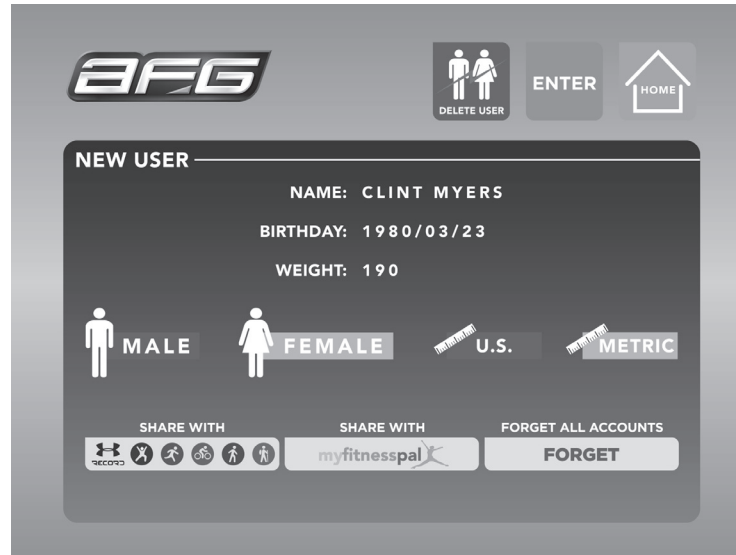 AFG
DELETE USER
ENTER
HOME
NEW USER
NAME: CLINT MYERS
BIRTHDAY: 1980/03/23
WEIGHT: 190
MALE FEMALE U.S. METRIC
SHARE WITH SHARE WITH FORGET ALL ACCOUNTS
RECORD myfitnesspal FORGET